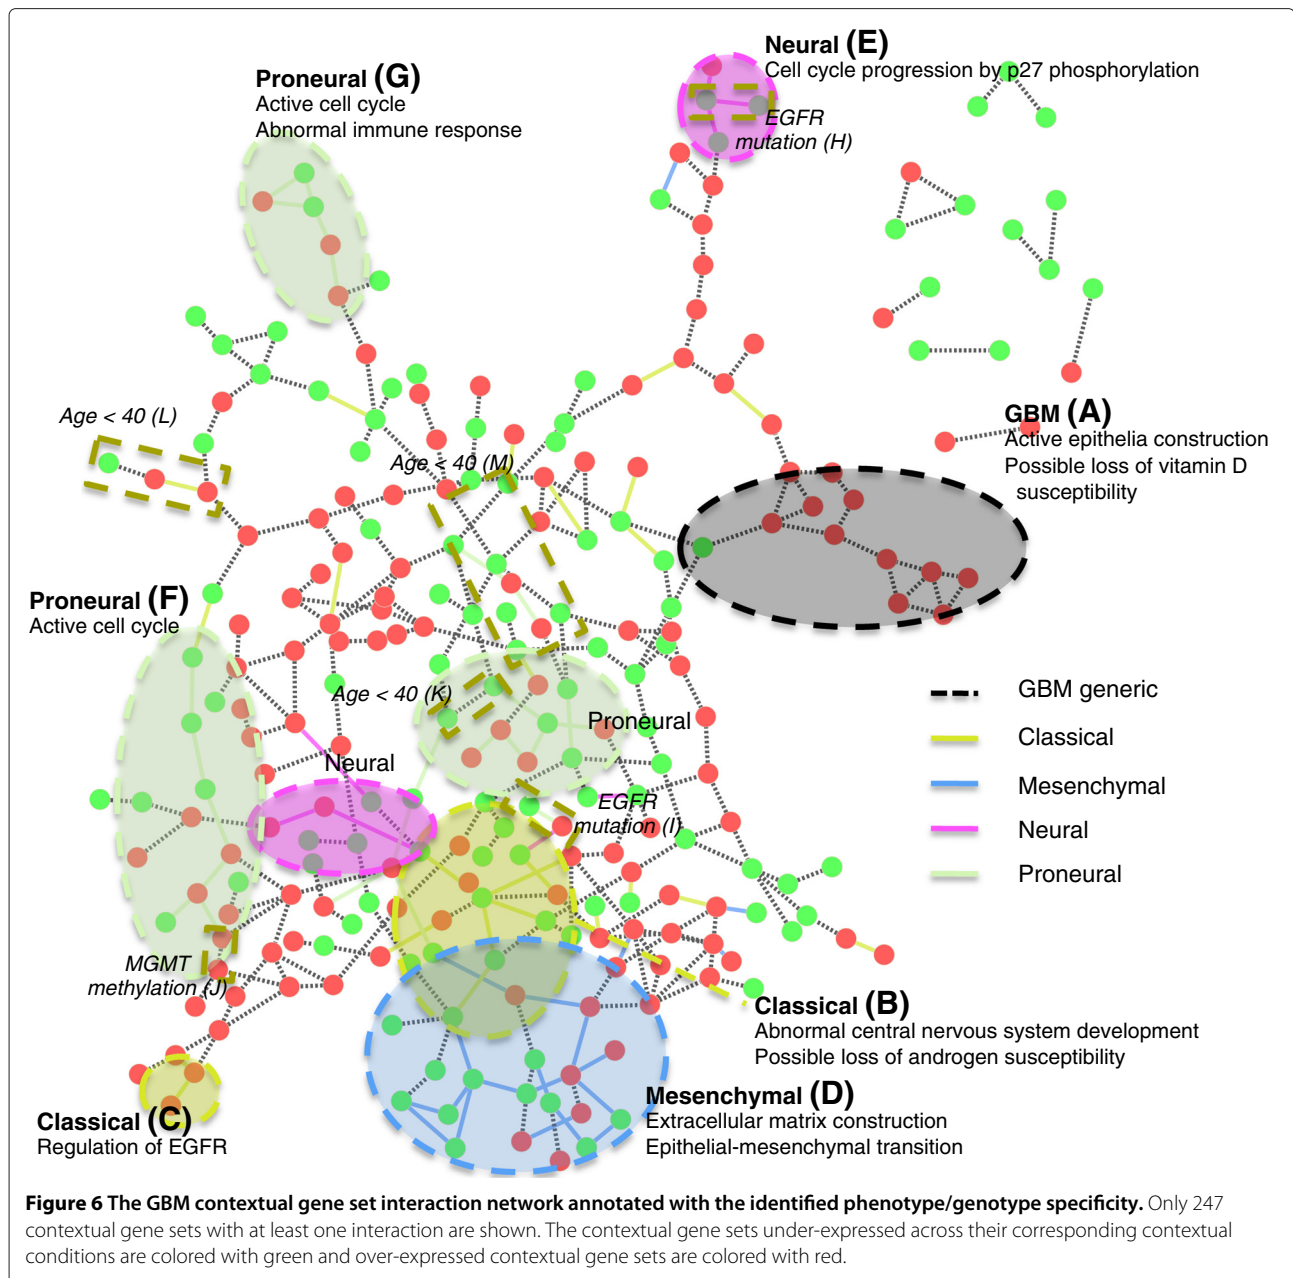 Neural (E)
Cell cycle progression by p27 phosphorylation
EGFR
mutation (H)
Proneural (G)
Active cell cycle
Abnormal immune response
Age < 40 (L)
Age < 40 (M)
GBM (A)
Active epithelia construction
Possible loss of vitamin D
susceptibility
Proneural (F)
Active cell cycle
Age < 40 (K)
Proneural
Neural
GBM generic
Classical
Mesenchymal
Neural
Proneural
EGFR
mutation (I)
MGMT
methylation (J)
Classical (B)
Abnormal central nervous system development
Possible loss of androgen susceptibility
Mesenchymal (D)
Extracellular matrix construction
Epithelial-mesenchymal transition
Classical (C)
Regulation of EGFR
Figure 6 The GBM contextual gene set interaction network annotated with the identified phenotype/genotype specificity. Only 247
contextual gene sets with at least one interaction are shown. The contextual gene sets under-expressed across their corresponding contextual
conditions are colored with green and over-expressed contextual gene sets are colored with red.